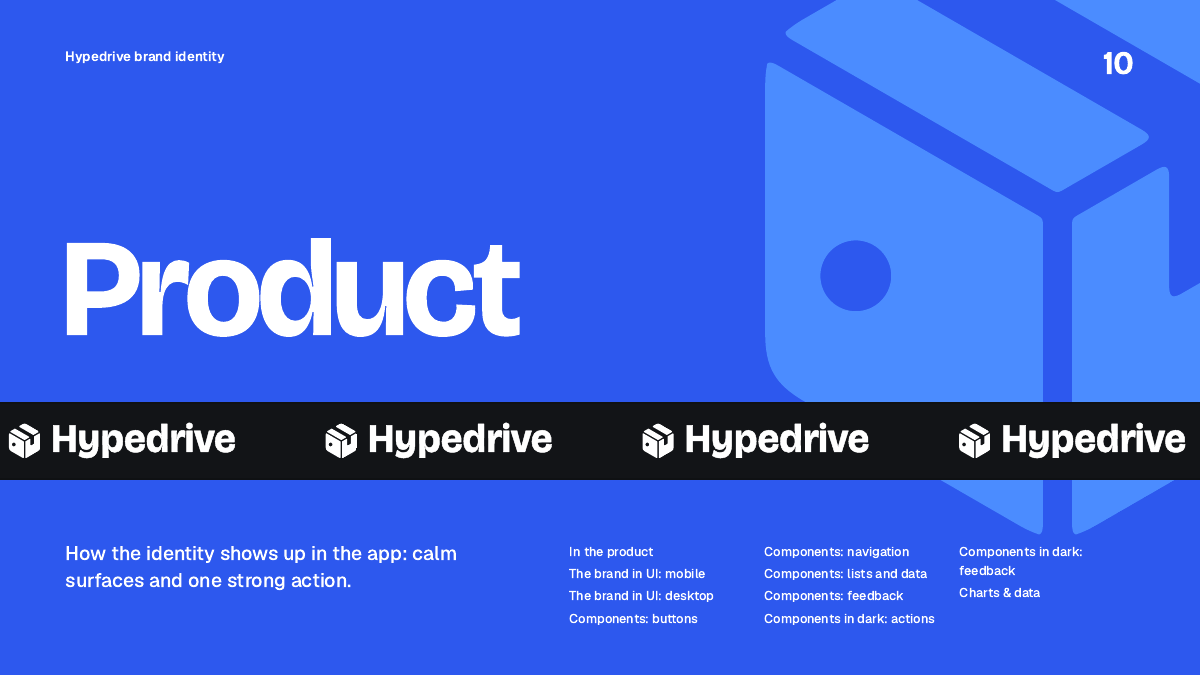 Hypedrive brand identity
10
Product
Hypedrive Hypedrive Hypedrive Hypedrive
How the identity shows up in the app: calm
surfaces and one strong action.
In the product
The brand in UI: mobile
The brand in UI: desktop
Components: buttons
Components: navigation
Components: lists and data
Components: feedback
Components in dark: actions
Components in dark:
feedback
Charts & data